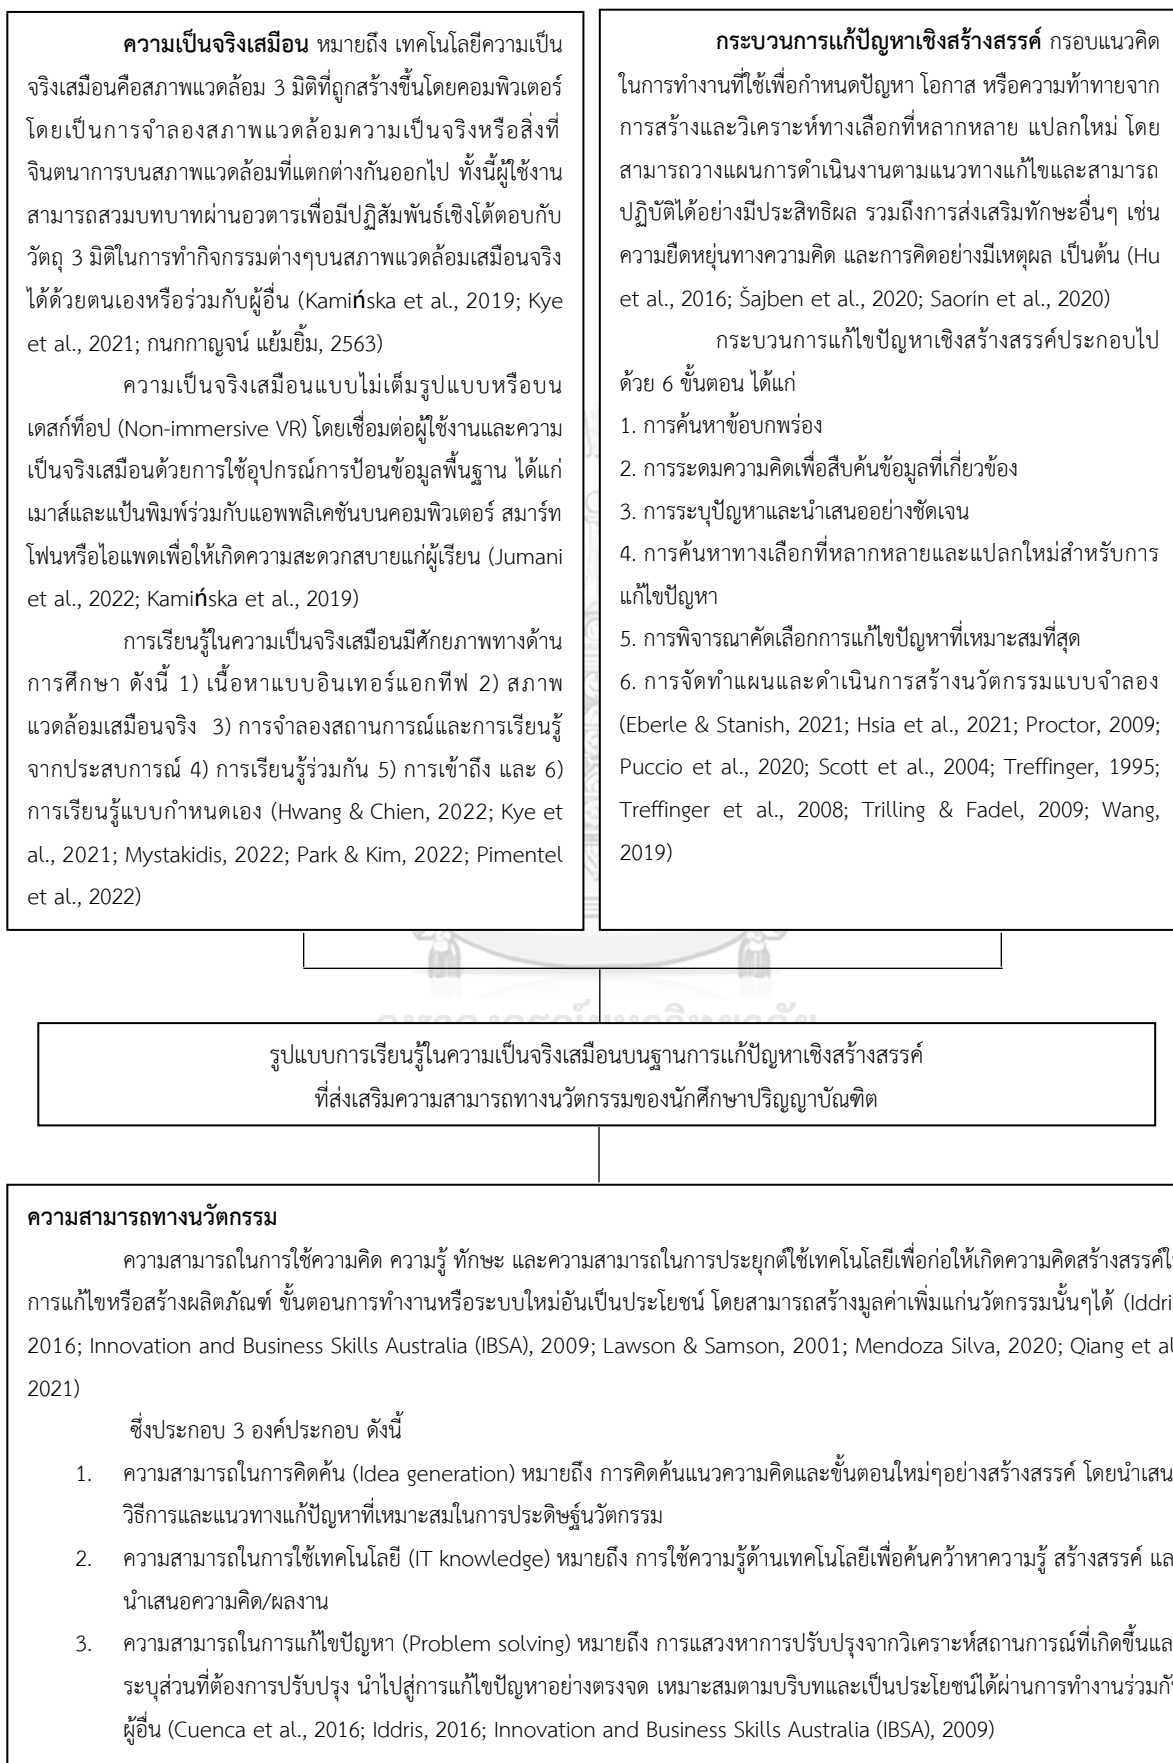 ความเป็นจริงเสมือน หมายถึง เทคโนโลยีความเป็น
จริงเสมือนคือสภาพแวดล้อม 3 มิติที่ถูกสร้างขึ้นโดยคอมพิวเตอร์
โดยเป็นการจำลองสภาพแวดล้อมความเป็นจริงหรือสิ่งที่
จินตนาการบนสภาพแวดล้อมที่แตกต่างกันออกไป ทั้งนี้ผู้ใช้งาน
สามารถสวมบทบาทผ่านอวตารเพื่อมีปฏิสัมพันธ์เชิงโต้ตอบกับ
วัตถุ 3 มิติในการทำกิจกรรมต่างๆบนสภาพแวดล้อมเสมือนจริง
ได้ด้วยตนเองหรือร่วมกับผู้อื่น (Kamińska et al., 2019; Kye
et al., 2021; กนกกาญจน์ แย้มยิ้ม, 2563)
ความเป็นจริงเสมือนแบบไม่เต็มรูปแบบหรือบน
เดสก์ท็อป (Non-immersive VR) โดยเชื่อมต่อผู้ใช้งานและความ
เป็นจริงเสมือนด้วยการใช้อุปกรณ์การป้อนข้อมูลพื้นฐาน ได้แก่
เมาส์และแป้นพิมพ์ร่วมกับแอพพลิเคชันบนคอมพิวเตอร์ สมาร์ท
โฟนหรือไอแพดเพื่อให้เกิดความสะดวกสบายแก่ผู้เรียน (Jumani
et al., 2022; Kamińska et al., 2019)
การเรียนรู้ในความเป็นจริงเสมือนมีศักยภาพทางด้าน
การศึกษา ดังนี้ 1) เนื้อหาแบบอินเทอร์แอกทีฟ 2) สภาพ
แวดล้อมเสมือนจริง 3) การจำลองสถานการณ์และการเรียนรู้
จากประสบการณ์ 4) การเรียนรู้ร่วมกัน 5) การเข้าถึง และ 6)
การเรียนรู้แบบกำหนดเอง (Hwang & Chien, 2022; Kye et
al., 2021; Mystakidis, 2022; Park & Kim, 2022; Pimentel
et al., 2022)
กระบวนการแก้ปัญหาเชิงสร้างสรรค์ กรอบแนวคิด
ในการทำงานที่ใช้เพื่อกำหนดปัญหา โอกาส หรือความท้าทายจาก
การสร้างและวิเคราะห์ทางเลือกที่หลากหลาย แปลกใหม่ โดย
สามารถวางแผนการดำเนินงานตามแนวทางแก้ไขและสามารถ
ปฏิบัติได้อย่างมีประสิทธิผล รวมถึงการส่งเสริมทักษะอื่นๆ เช่น
ความยืดหยุ่นทางความคิด และการคิดอย่างมีเหตุผล เป็นต้น (Hu
et al., 2016; Šajben et al., 2020; Saorín et al., 2020)
กระบวนการแก้ไขปัญหาเชิงสร้างสรรค์ประกอบไป
ด้วย 6 ขั้นตอน ได้แก่
1. การค้นหาข้อบกพร่อง
2. การระดมความคิดเพื่อสืบค้นข้อมูลที่เกี่ยวข้อง
3. การระบุปัญหาและนำเสนออย่างชัดเจน
4. การค้นหาทางเลือกที่หลากหลายและแปลกใหม่สำหรับการ
แก้ไขปัญหา
5. การพิจารณาคัดเลือกการแก้ไขปัญหาที่เหมาะสมที่สุด
6. การจัดทำแผนและดำเนินการสร้างนวัตกรรมแบบจำลอง
(Eberle & Stanish, 2021; Hsia et al., 2021; Proctor, 2009;
Puccio et al., 2020; Scott et al., 2004; Treffinger, 1995;
Treffinger et al., 2008; Trilling & Fadel, 2009; Wang,
2019)
รูปแบบการเรียนรู้ในความเป็นจริงเสมือนบนฐานการแก้ปัญหาเชิงสร้างสรรค์
ที่ส่งเสริมความสามารถทางนวัตกรรมของนักศึกษาปริญญาบัณฑิต
ความสามารถทางนวัตกรรม
ความสามารถในการใช้ความคิด ความรู้ ทักษะ และความสามารถในการประยุกต์ใช้เทคโนโลยีเพื่อก่อให้เกิดความคิดสร้างสรรค์ใ
การแก้ไขหรือสร้างผลิตภัณฑ์ ขั้นตอนการทำงานหรือระบบใหม่อันเป็นประโยชน์ โดยสามารถสร้างมูลค่าเพิ่มแก่นวัตกรรมนั้นๆได้ (Iddri
2016; Innovation and Business Skills Australia (IBSA), 2009; Lawson & Samson, 2001; Mendoza Silva, 2020; Qiang et al
2021)
ซึ่งประกอบ 3 องค์ประกอบ ดังนี้
1. ความสามารถในการคิดค้น (Idea generation) หมายถึง การคิดค้นแนวความคิดและขั้นตอนใหม่ๆอย่างสร้างสรรค์ โดยนำเสน
วิธีการและแนวทางแก้ปัญหาที่เหมาะสมในการประดิษฐ์นวัตกรรม
2. ความสามารถในการใช้เทคโนโลยี (IT knowledge) หมายถึง การใช้ความรู้ด้านเทคโนโลยีเพื่อค้นคว้าหาความรู้ สร้างสรรค์ แล
นำเสนอความคิด/ผลงาน
3. ความสามารถในการแก้ไขปัญหา (Problem solving) หมายถึง การแสวงหาการปรับปรุงจากวิเคราะห์สถานการณ์ที่เกิดขึ้นแล
ระบุส่วนที่ต้องการปรับปรุง นำไปสู่การแก้ไขปัญหาอย่างตรงจุด เหมาะสมตามบริบทและเป็นประโยชน์ได้ผ่านการทำงานร่วมกั
ผู้อื่น (Cuenca et al., 2016; Iddris, 2016; Innovation and Business Skills Australia (IBSA), 2009)